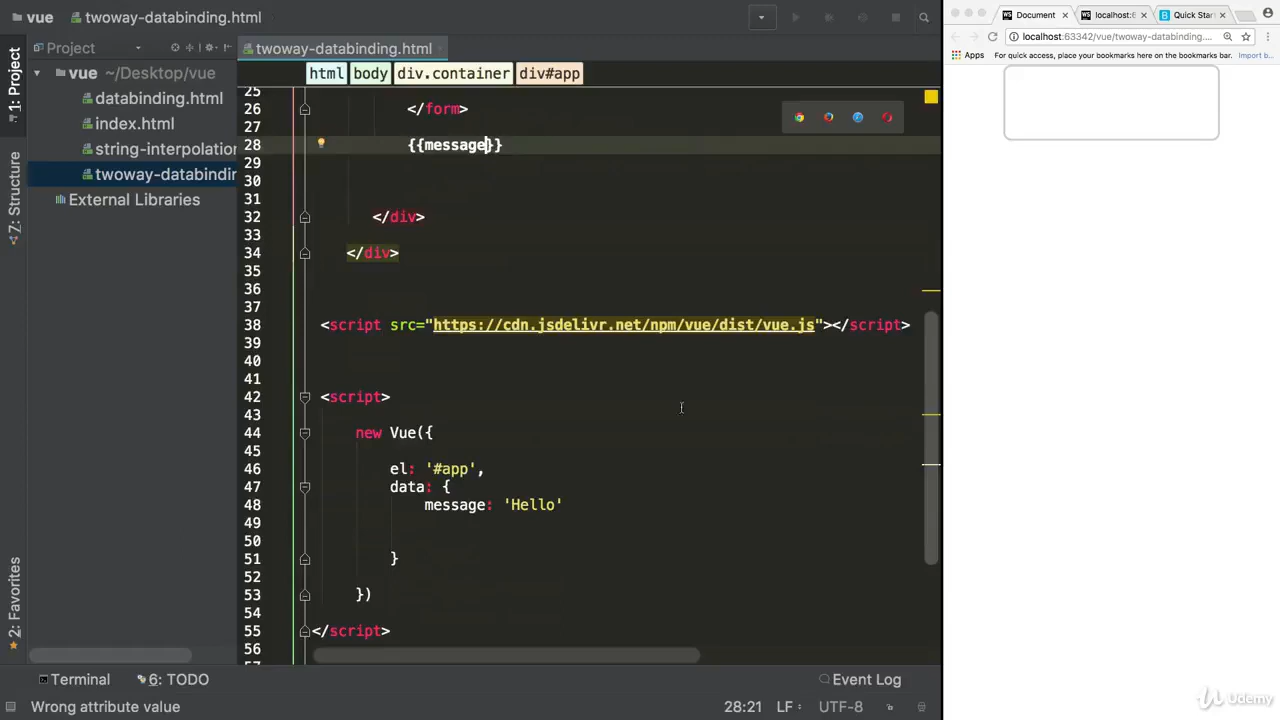 vue
twoway-databinding.html
Project
vue ~/Desktop/vue
databinding.html
index.html
string-interpolation
twoway-databindin
External Libraries
1: Project
7: Structure
2: Favorites
twoway-databinding.html
html body div.container div#app
25
26 </form>
27
28 {{message}}
29
30
31
32 </div>
33
34 </div>
35
36
37
38 <script src="https://cdn.jsdelivr.net/npm/vue/dist/vue.js"></script>
39
40
41
42 <script>
43
44 new Vue({
45
46 el: '#app',
47 data: {
48 message: 'Hello'
49
50
51 }
52
53 })
54
55 </script>
56
57
Terminal
6: TODO
Event Log
Wrong attribute value
28:21 LF UTF-8
Document
localhost:6
Quick Start
localhost:63342/vue/twoway-databinding....
Apps
For quick access, place your bookmarks here on the bookmarks bar.
Import b...
Udemy